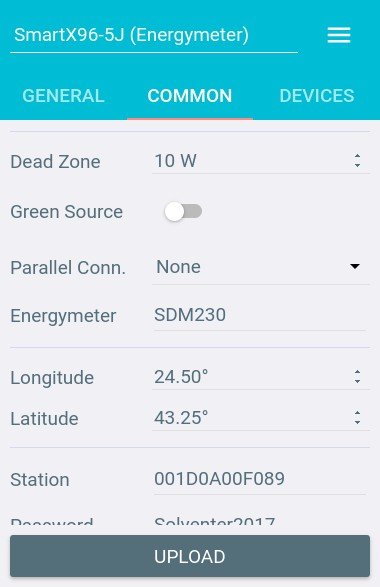 SmartX96-5J (Energymeter)
GENERAL COMMON DEVICES
Dead Zone 10 W
Green Source
Parallel Conn. None
Energymeter SDM230
Longitude 24.50°
Latitude 43.25°
Station 001D0A00F089
Password Solventer2017
UPLOAD